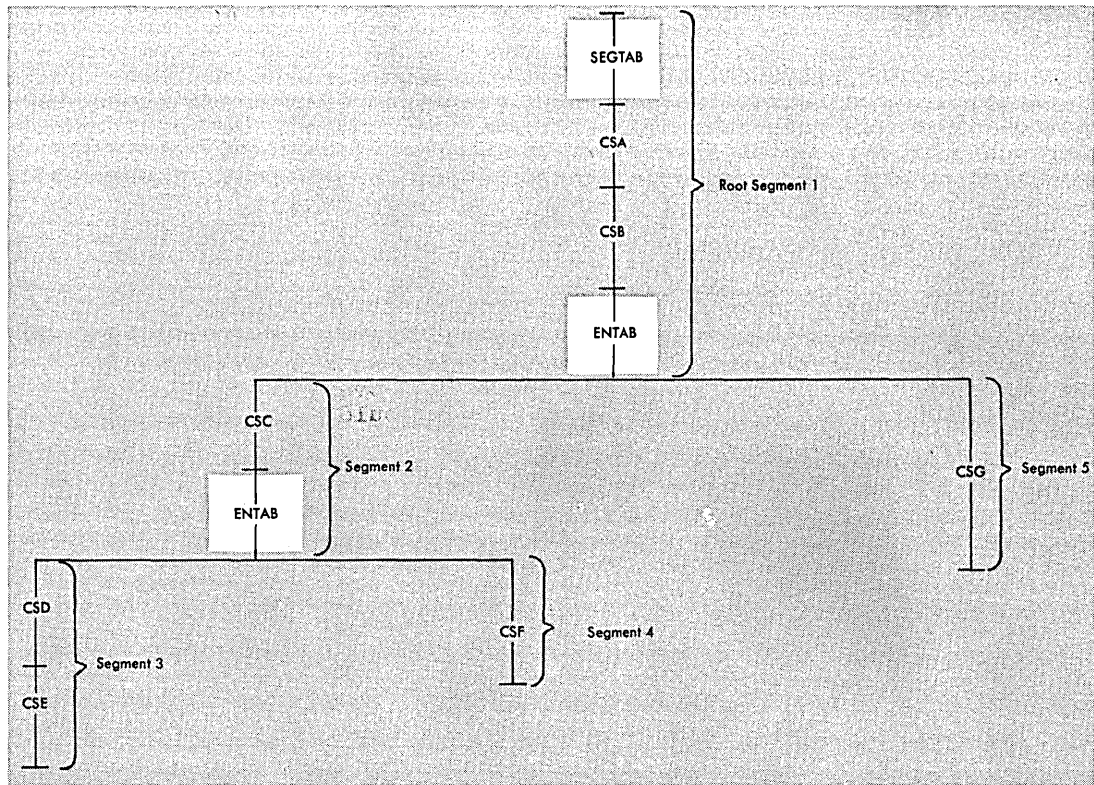 SEGTAB
CSA
Root Segment 1
CSB
ENTAB
CSC
Segment 2
CSG
Segment 5
ENTAB
CSD
CSF
Segment 4
Segment 3
CSE